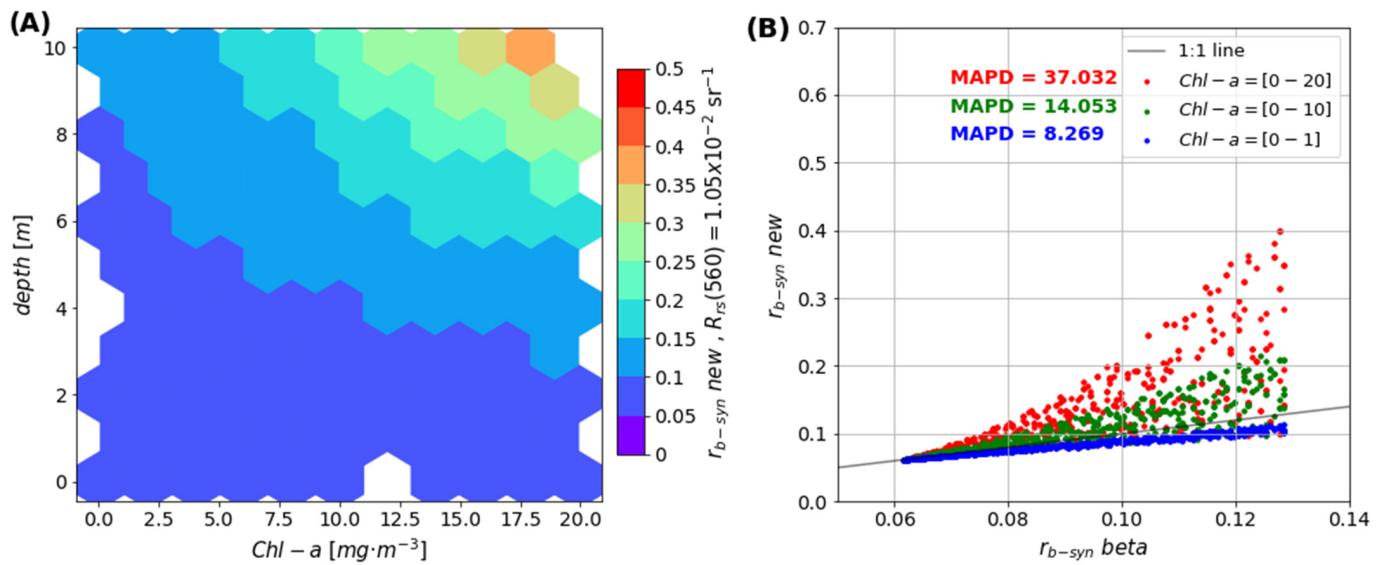 (A)
10
8
6
4
2
0
depth [m]
0.0 2.5 5.0 7.5 10.0 12.5 15.0 17.5 20.0
Chl − a [mg·m⁻³]
0.5
0.45
0.4
0.35
0.3
0.25
0.2
0.15
0.1
0.05
0
r_{b−syn} new , R_{rs}(560) = 1.05x10⁻² sr⁻¹
(B)
0.7
0.6
0.5
0.4
0.3
0.2
0.1
0.0
r_{b−syn} new
MAPD = 37.032
MAPD = 14.053
MAPD = 8.269
1:1 line
Chl − a = [0 − 20]
Chl − a = [0 − 10]
Chl − a = [0 − 1]
0.06 0.08 0.10 0.12 0.14
r_{b−syn} beta